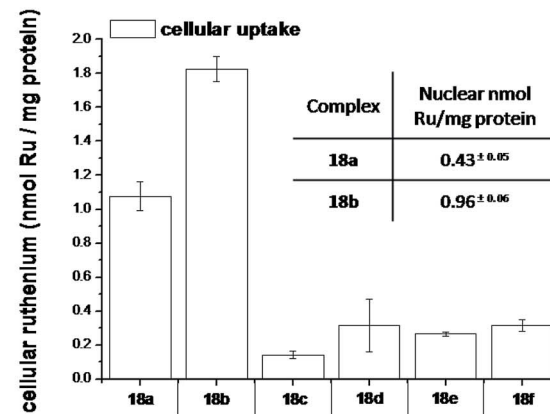 cellular ruthenium (nmol Ru / mg protein)
cellular uptake
2.0
1.8
1.6
1.4
1.2
1.0
0.8
0.6
0.4
0.2
0.0
Complex
Nuclear nmol
Ru/mg protein
18a
0.43 ± 0.05
18b
0.96 ± 0.06
18a 18b 18c 18d 18e 18f